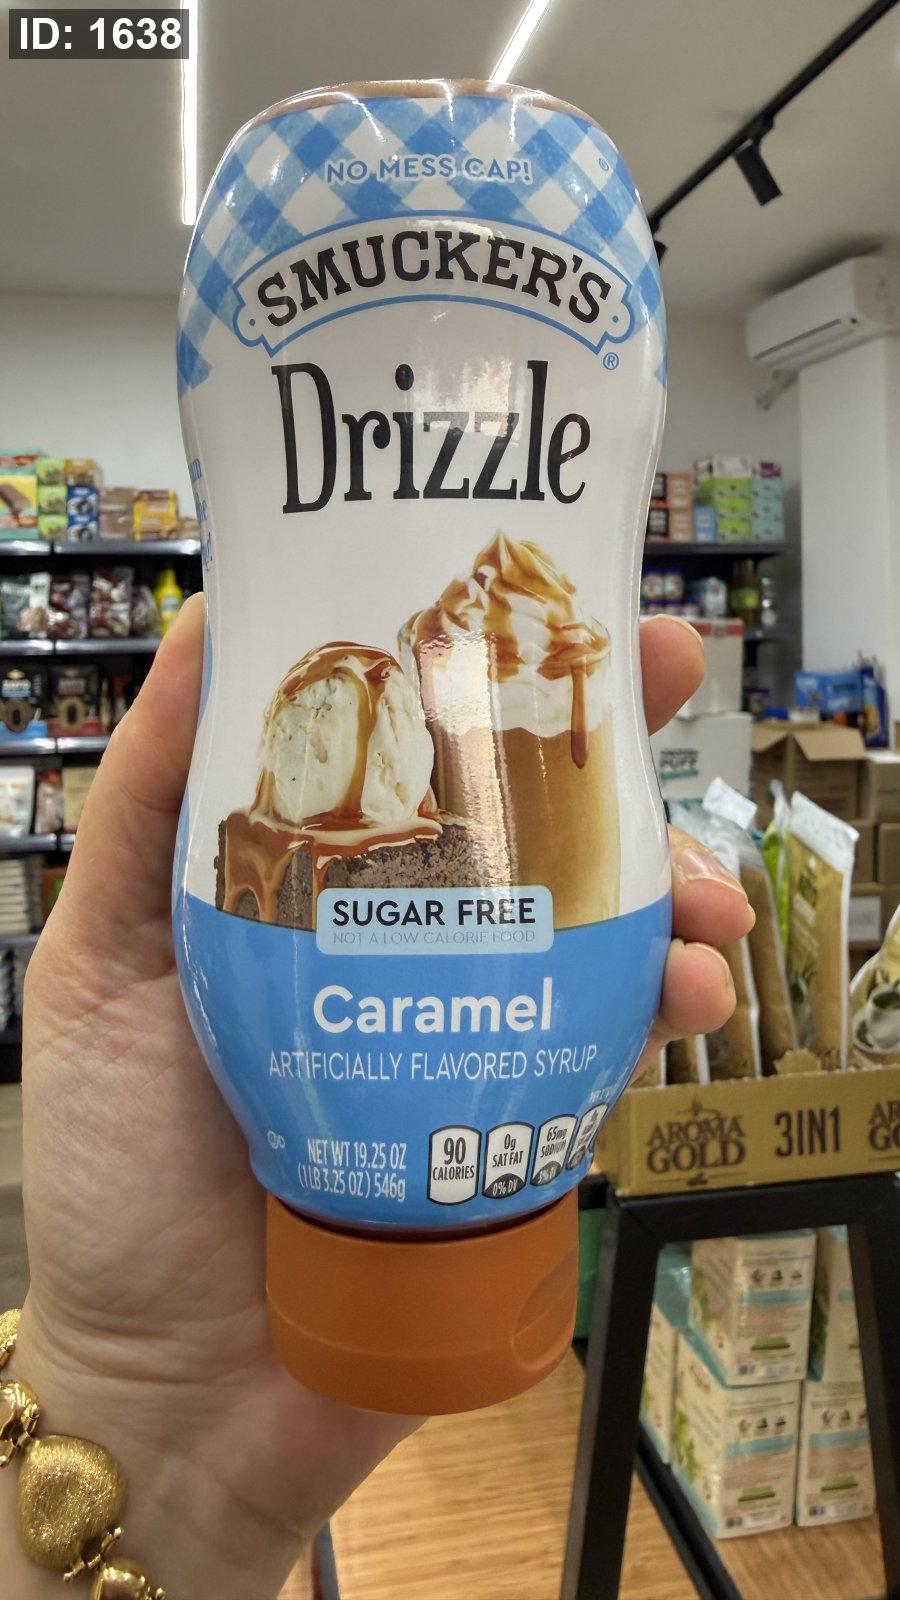 ID: 1638
NO MESS CAP!
SMUCKER'S
®
Drizzle
SUGAR FREE
NOT A LOW CALORIE FOOD
Caramel
ARTIFICIALLY FLAVORED SYRUP
NET WT 19.25 OZ
(1 LB 3.25 OZ) 546g
90
CALORIES
0g
SAT FAT
0% DV
65mg
SODIUM
3% DV
AROMA
GOLD
3IN1